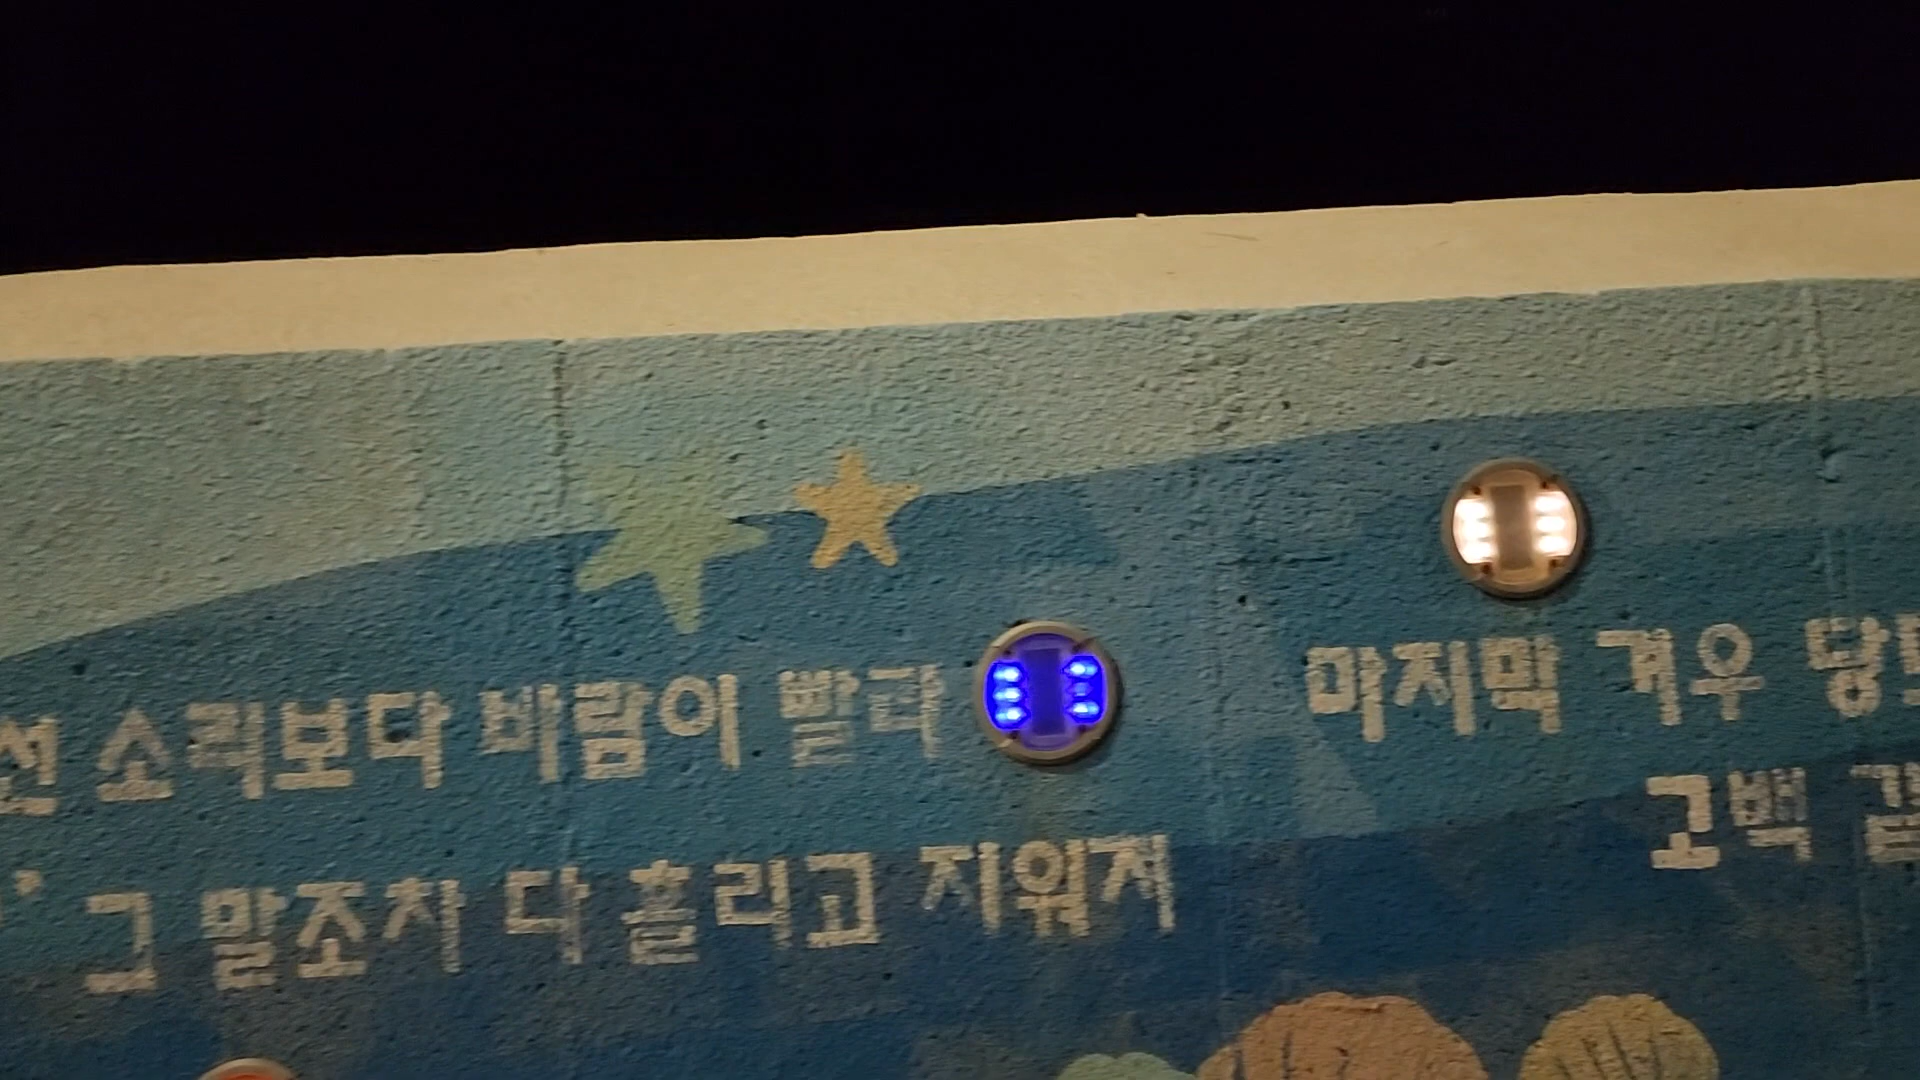 선 소리보다 바람이 빨라
그 말조차 다 흘리고 지워져
마지막 겨우
고백